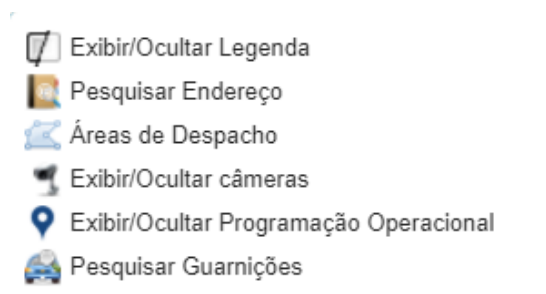 Exibir/Ocultar Legenda
Pesquisar Endereço
Áreas de Despacho
Exibir/Ocultar câmeras
Exibir/Ocultar Programação Operacional
Pesquisar Guarnições